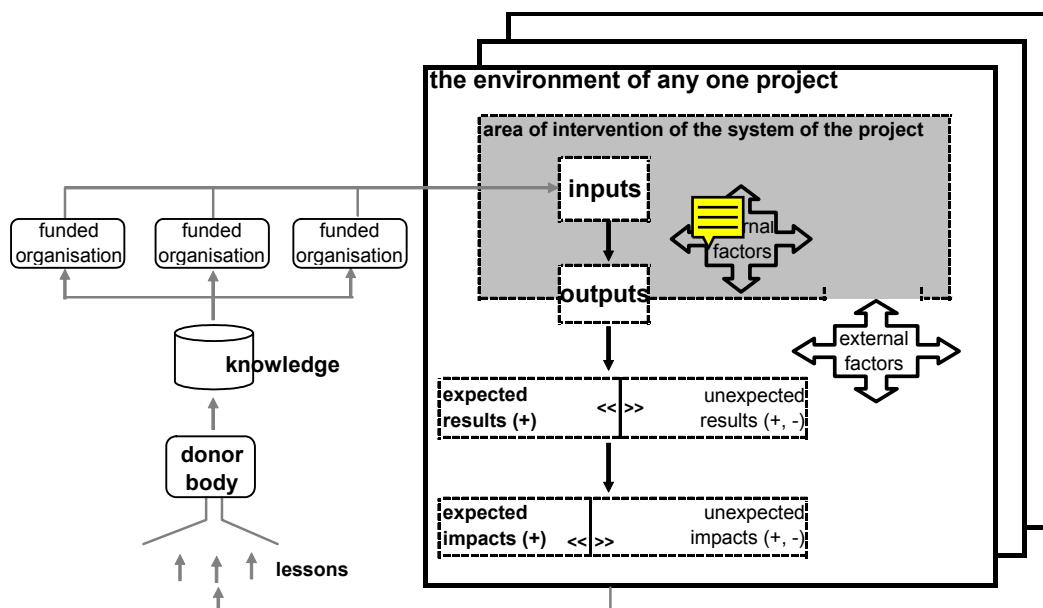 the environment of any one project
area of intervention of the system of the project
inputs
funded
organisation
funded
organisation
funded
organisation
factors
outputs
external
factors
knowledge
expected
results (+)
<< >>
unexpected
results (+, -)
donor
body
expected
impacts (+)
<< >>
unexpected
impacts (+, -)
lessons